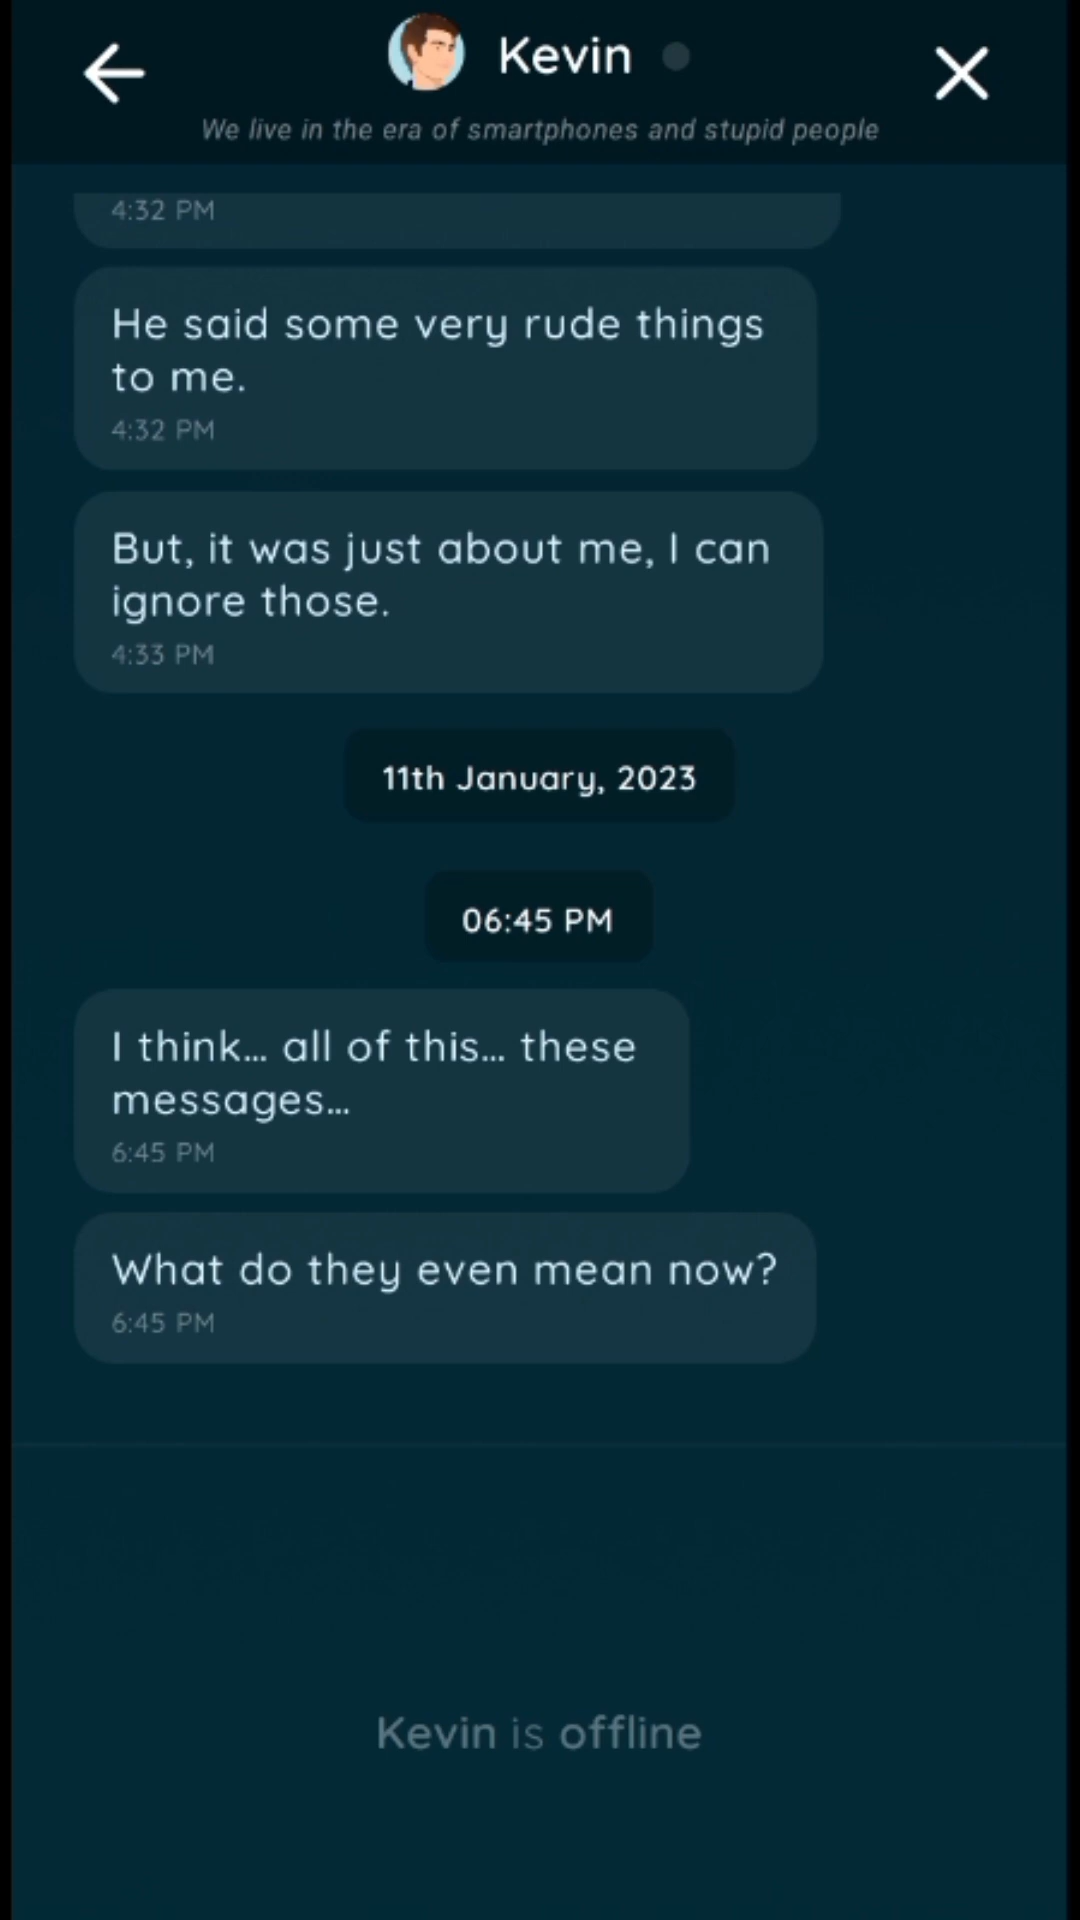 Kevin
We live in the era of smartphones and stupid people
4:32 PM
He said some very rude things
to me.
4:32 PM
But, it was just about me, I can
ignore those.
4:33 PM
11th January, 2023
06:45 PM
I think... all of this... these
messages...
6:45 PM
What do they even mean now?
6:45 PM
Kevin is offline